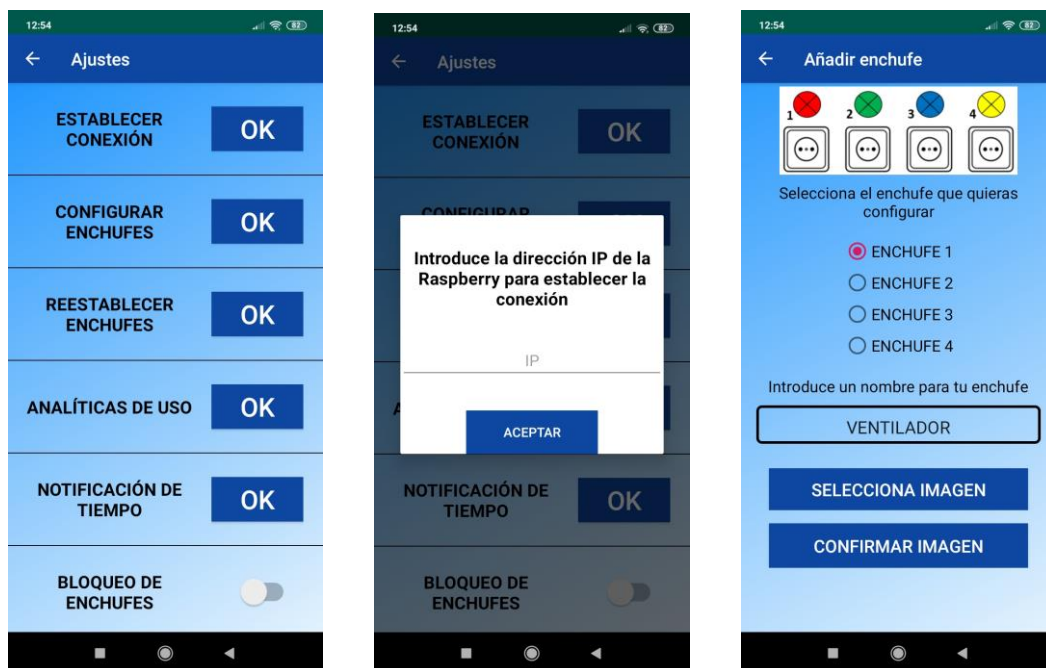 12:54
82
← Ajustes
ESTABLECER
CONEXIÓN
OK
CONFIGURAR
ENCHUFES
OK
REESTABLECER
ENCHUFES
OK
ANALÍTICAS DE USO
OK
NOTIFICACIÓN DE
TIEMPO
OK
BLOQUEO DE
ENCHUFES
12:54
82
← Ajustes
ESTABLECER
CONEXIÓN
OK
CONFIGURAR
Introduce la dirección IP de la
Raspberry para establecer la
conexión
IP
ACEPTAR
A
NOTIFICACIÓN DE
TIEMPO
OK
BLOQUEO DE
ENCHUFES
12:54
82
← Añadir enchufe
1 2 3 4
Selecciona el enchufe que quieras
configurar
ENCHUFE 1
ENCHUFE 2
ENCHUFE 3
ENCHUFE 4
Introduce un nombre para tu enchufe
VENTILADOR
SELECCIONA IMAGEN
CONFIRMAR IMAGEN